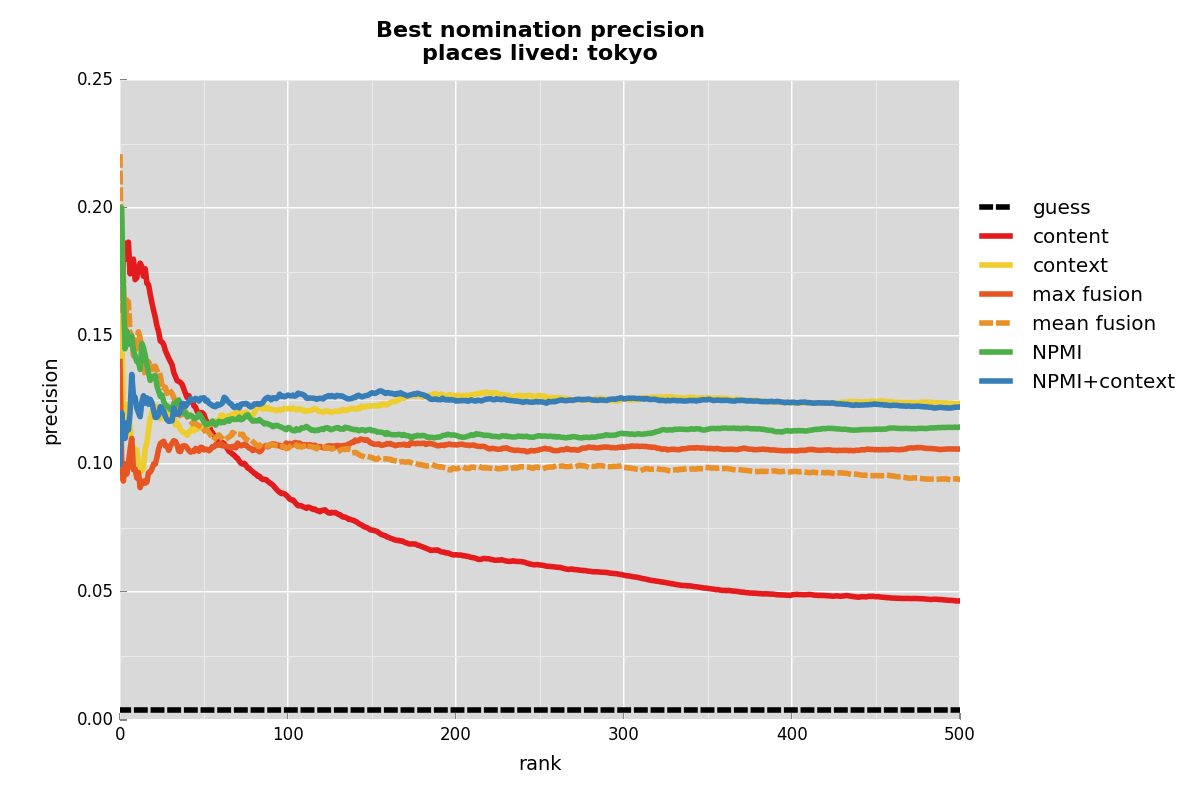 Best nomination precision
places lived: tokyo
0.25
0.20
0.15
0.10
0.05
0.00
precision
0 100 200 300 400 500
rank
guess
content
context
max fusion
mean fusion
NPMI
NPMI+context